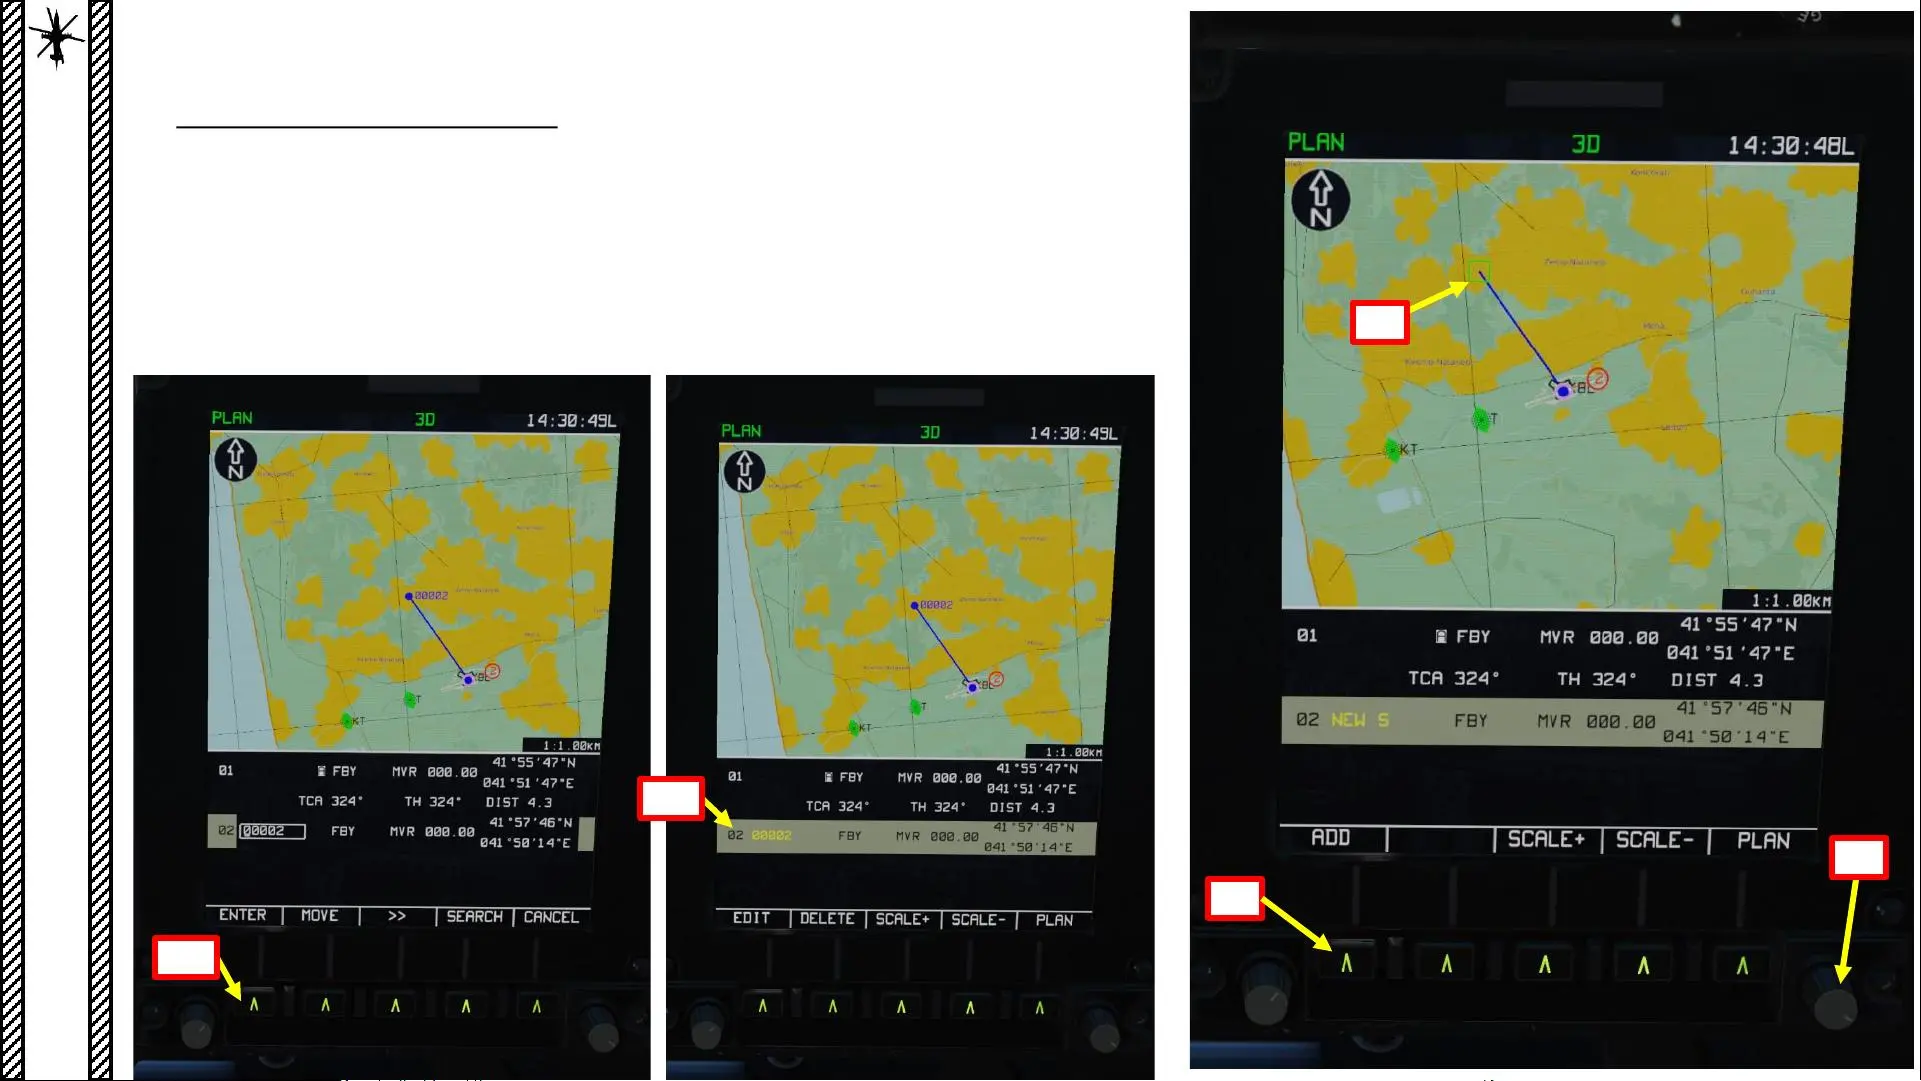 PLAN 3D 14:30:49L
N
00002
BL
2
T
KT
1:1.00KM
01 FBY MVR 000.00 41°55'47"N
041°51'47"E
TCA 324° TH 324° DIST 4.3
02 00002 FBY MVR 000.00 41°57'46"N
041°50'14"E
ENTER MOVE >> SEARCH CANCEL
PLAN 3D 14:30:49L
N
00002
BL
2
T
KT
1:1.00KM
01 FBY MVR 000.00 41°55'47"N
041°51'47"E
TCA 324° TH 324° DIST 4.3
02 00002 FBY MVR 000.00 41°57'46"N
041°50'14"E
EDIT DELETE SCALE+ SCALE- PLAN
PLAN 3D 14:30:48L
N
BL
2
T
KT
1:1.00KM
01 FBY MVR 000.00 41°55'47"N
041°51'47"E
TCA 324° TH 324° DIST 4.3
02 NEW S FBY MVR 000.00 41°57'46"N
041°50'14"E
ADD SCALE+ SCALE- PLAN